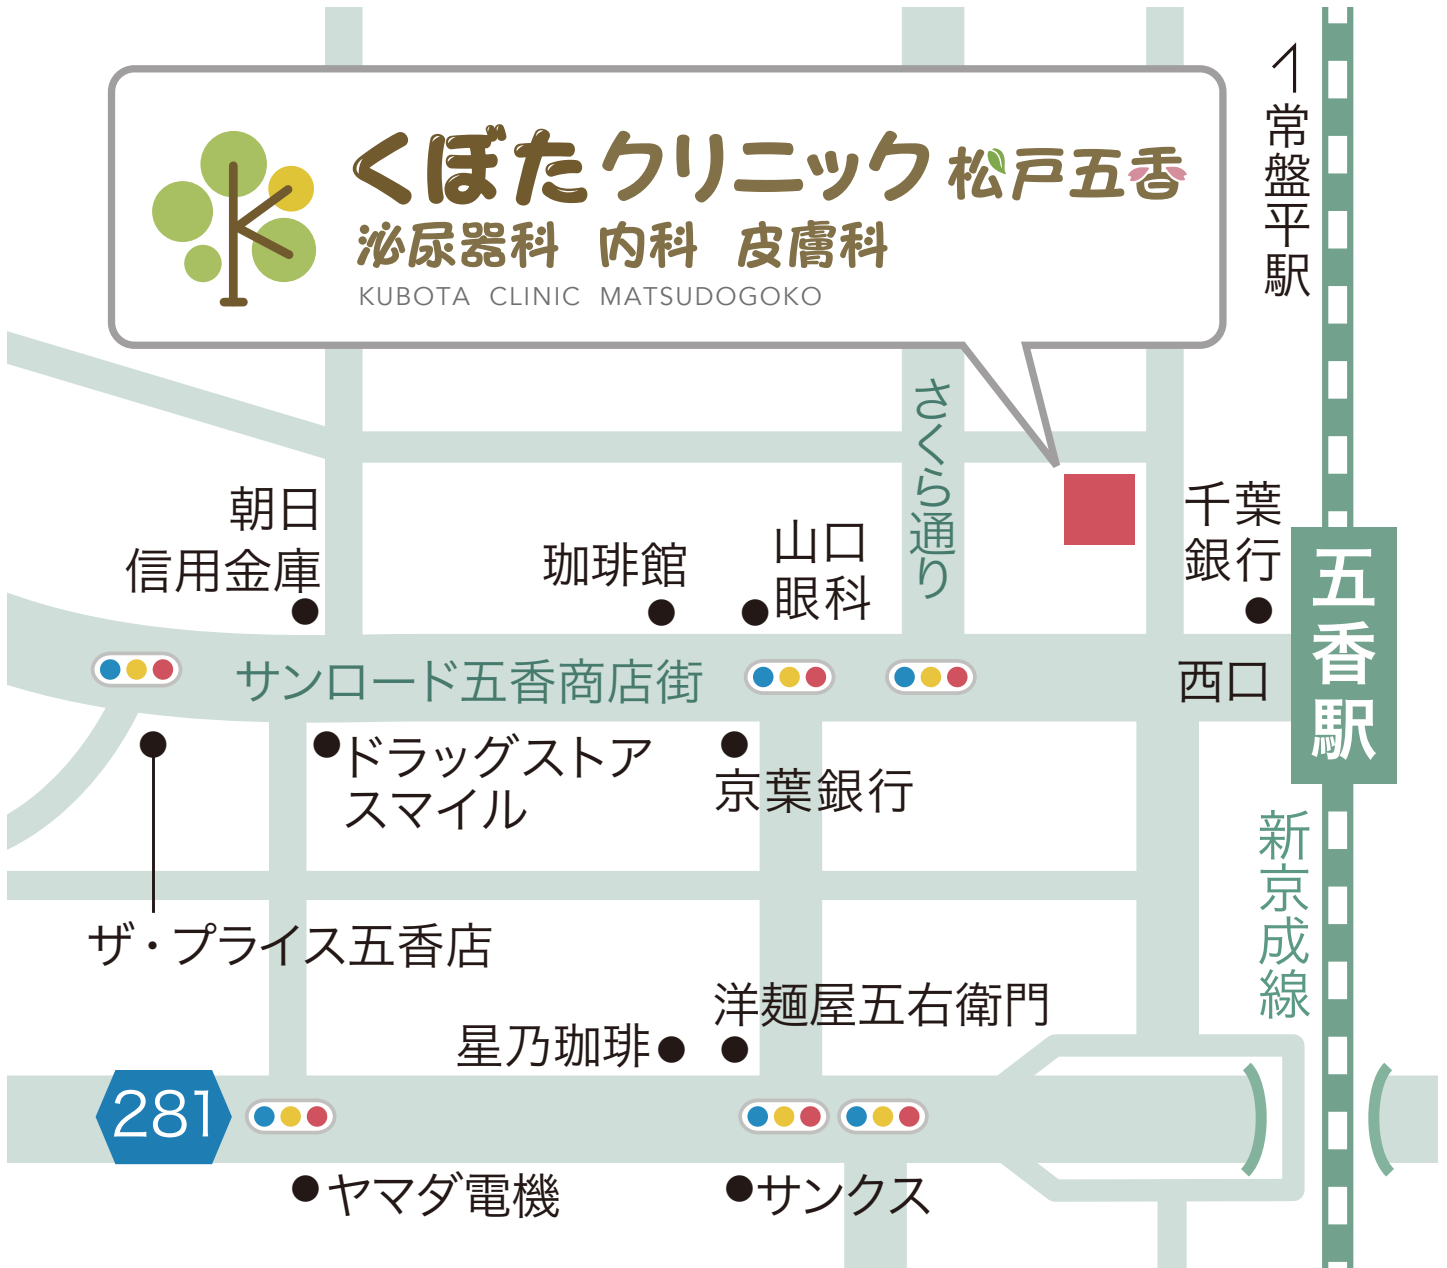 くぼたクリニック 松戸五香
泌尿器科 内科 皮膚科
KUBOTA CLINIC MATSUDOGOKO
常盤平駅
さくら通り
朝日
信用金庫
珈琲館
山口
眼科
千葉
銀行
五香駅
サンロード五香商店街
西口
ドラッグストア
スマイル
京葉銀行
新京成線
ザ・プライス五香店
洋麺屋五右衛門
星乃珈琲
281
ヤマダ電機
サンクス